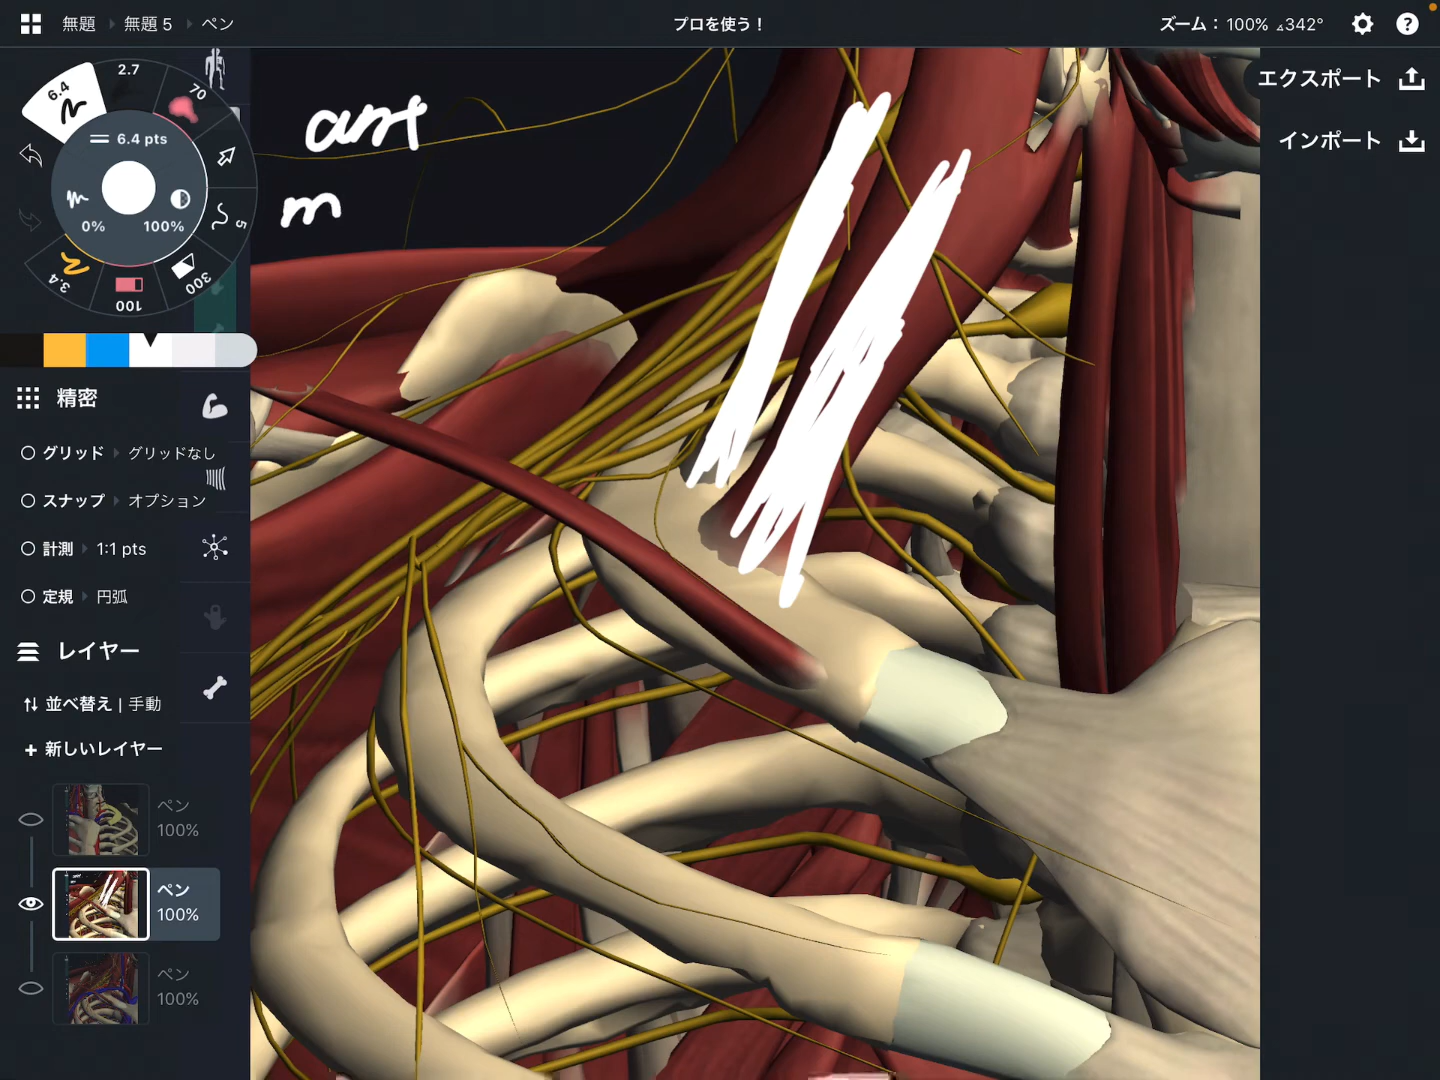 無題 無題 5 ペン
プロを使う！
ズーム： 100% ⦨342°
エクスポート
インポート
2.7
6.4
70
6.4 pts
0%
100%
5
3.4
100
300
ant
m
精密
グリッド グリッドなし
スナップ オプション
計測 1:1 pts
定規 円弧
レイヤー
並べ替え | 手動
+ 新しいレイヤー
ペン
100%
ペン
100%
ペン
100%